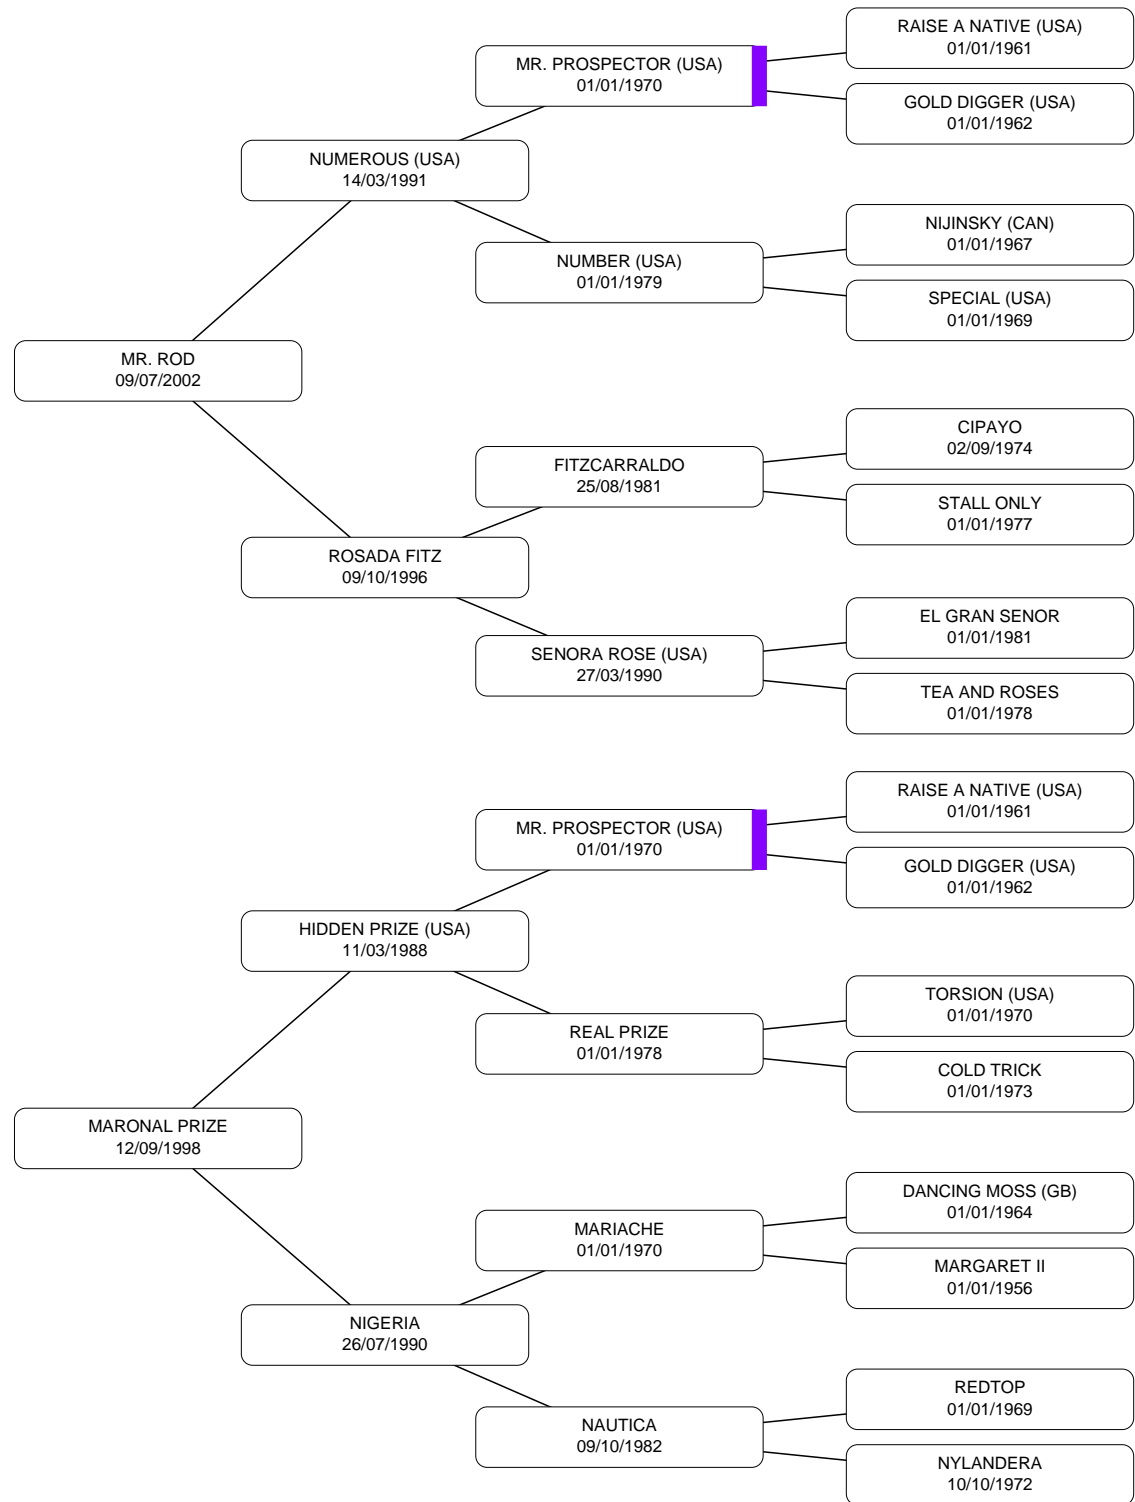 RAISE A NATIVE (USA)
01/01/1961
MR. PROSPECTOR (USA)
01/01/1970
GOLD DIGGER (USA)
01/01/1962
NUMEROUS (USA)
14/03/1991
NIJINSKY (CAN)
01/01/1967
NUMBER (USA)
01/01/1979
SPECIAL (USA)
01/01/1969
MR. ROD
09/07/2002
CIPAYO
02/09/1974
FITZCARRALDO
25/08/1981
STALL ONLY
01/01/1977
ROSADA FITZ
09/10/1996
EL GRAN SENOR
01/01/1981
SENORA ROSE (USA)
27/03/1990
TEA AND ROSES
01/01/1978
RAISE A NATIVE (USA)
01/01/1961
MR. PROSPECTOR (USA)
01/01/1970
GOLD DIGGER (USA)
01/01/1962
HIDDEN PRIZE (USA)
11/03/1988
TORSION (USA)
01/01/1970
REAL PRIZE
01/01/1978
COLD TRICK
01/01/1973
MARONAL PRIZE
12/09/1998
DANCING MOSS (GB)
01/01/1964
MARIACHE
01/01/1970
MARGARET II
01/01/1956
NIGERIA
26/07/1990
REDTOP
01/01/1969
NAUTICA
09/10/1982
NYLANDERA
10/10/1972